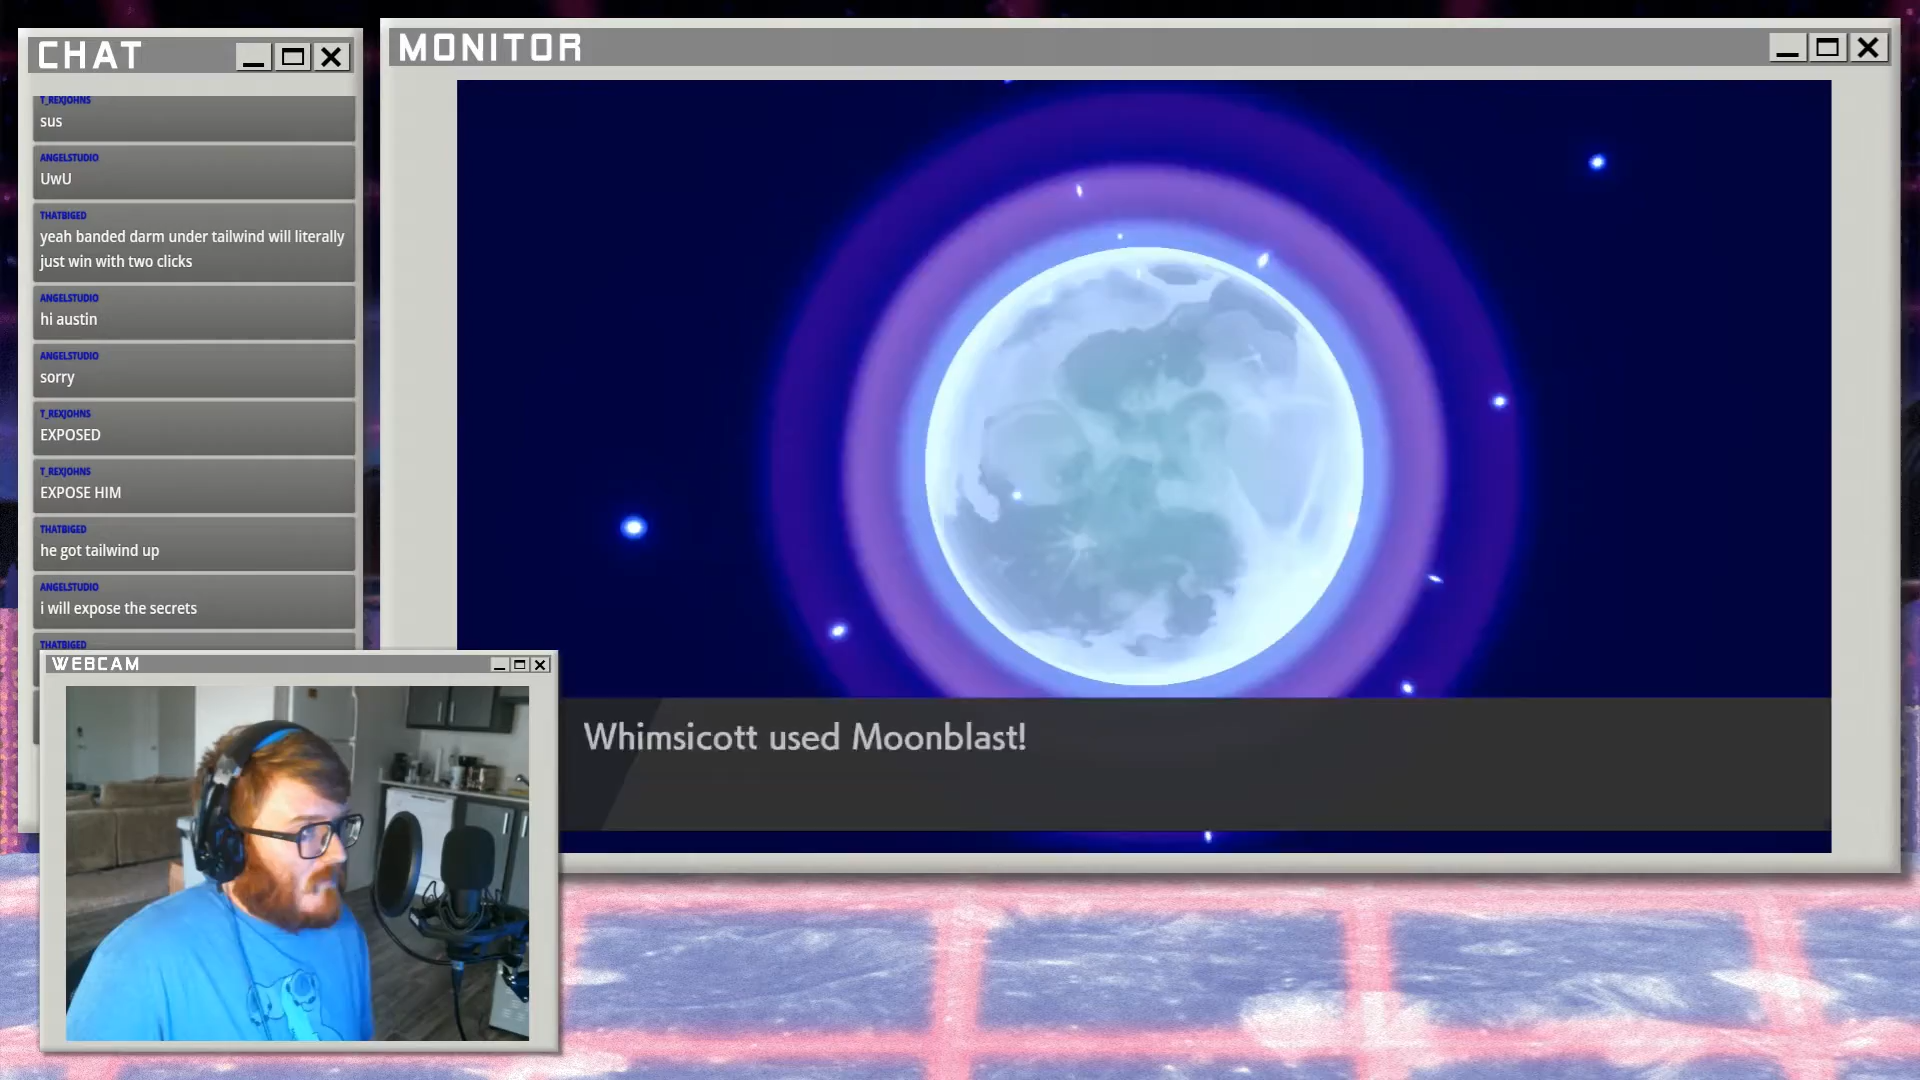 CHAT
T_REXJOHNS
sus
ANGELSTUDIO
UwU
THATBIGED
yeah banded darm under tailwind will literally
just win with two clicks
ANGELSTUDIO
hi austin
ANGELSTUDIO
sorry
T_REXJOHNS
EXPOSED
T_REXJOHNS
EXPOSE HIM
THATBIGED
he got tailwind up
ANGELSTUDIO
i will expose the secrets
THATBIGED
WEBCAM
MONITOR
Whimsicott used Moonblast!